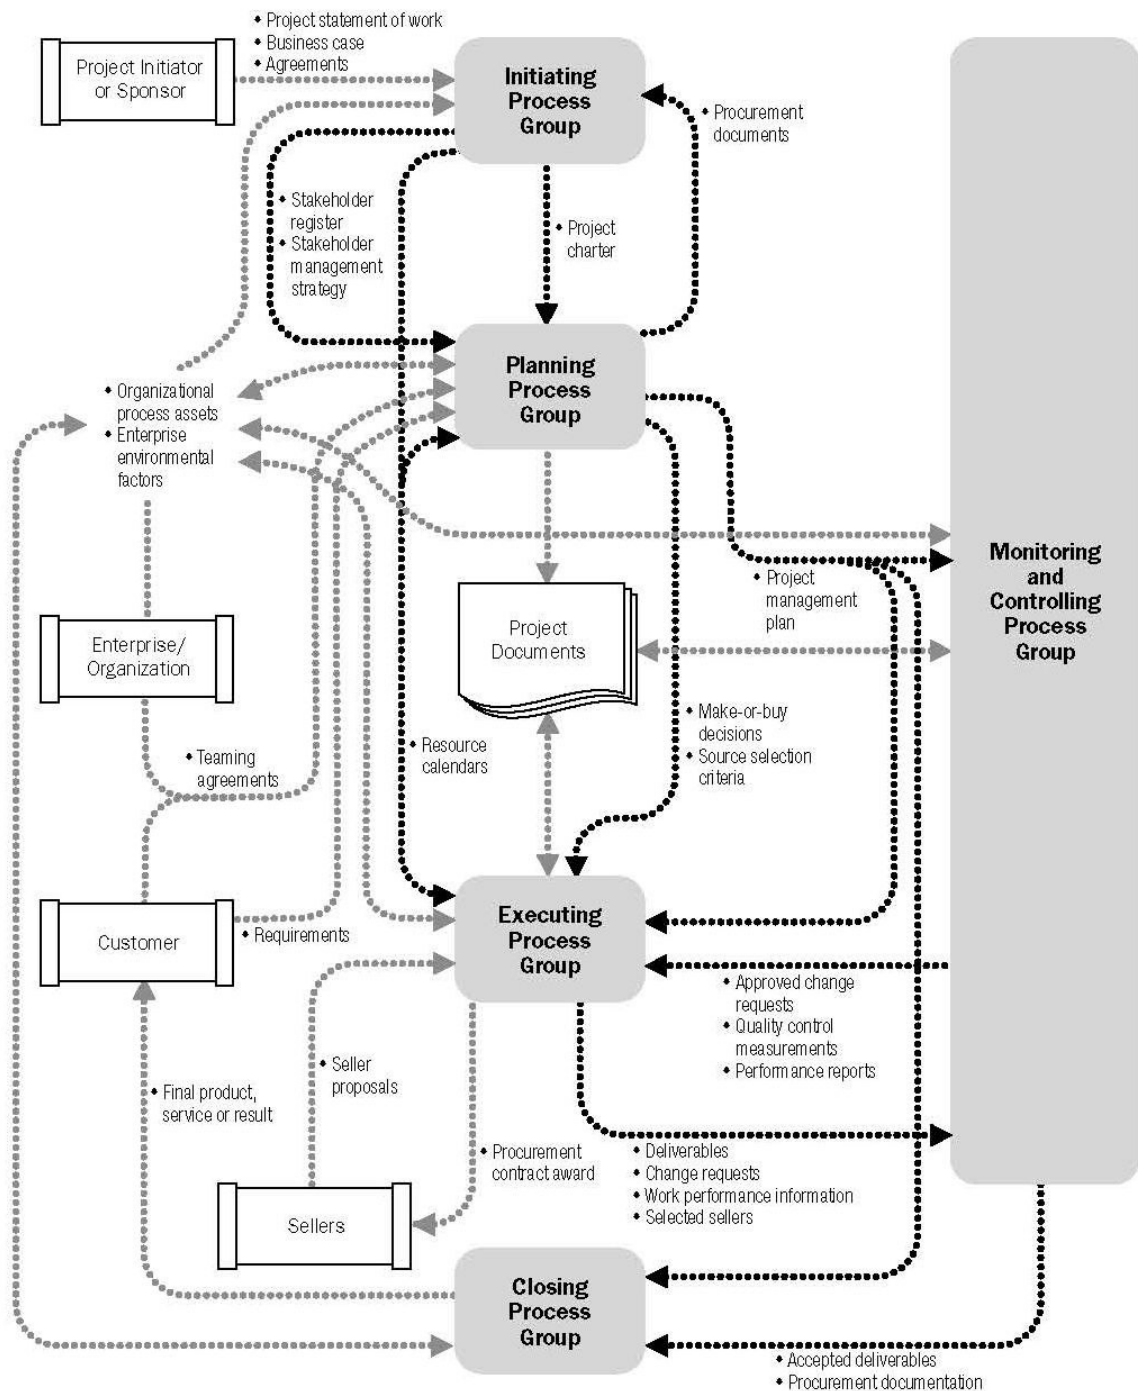 • Project statement of work
• Business case
• Agreements
Project Initiator
or Sponsor
Initiating
Process
Group
• Procurement
documents
• Stakeholder
register
• Stakeholder
management
strategy
• Project
charter
Planning
Process
Group
• Organizational
process assets
• Enterprise
environmental
factors
Monitoring
and
Controlling
Process
Group
• Project
management
plan
Project
Documents
Enterprise/
Organization
• Teaming
agreements
• Resource
calendars
• Make-or-buy
decisions
• Source selection
criteria
Customer
• Requirements
Executing
Process
Group
• Approved change
requests
• Quality control
measurements
• Performance reports
• Seller
proposals
• Final product,
service or result
• Procurement
contract award
• Deliverables
• Change requests
• Work performance information
• Selected sellers
Sellers
Closing
Process
Group
• Accepted deliverables
• Procurement documentation